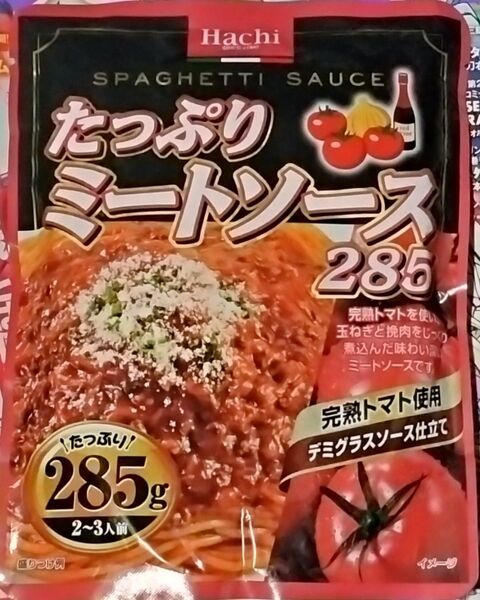 Hachi
SPAGHETTI SAUCE
たっぷり
ミートソース
285
完熟トマトを使い
玉ねぎと挽肉をじっ
煮込んだ味わい
ミートソースです
完熟トマト使用
デミグラスソース仕立て
たっぷり
285g
2~3人前
盛りつけ例
イメージ